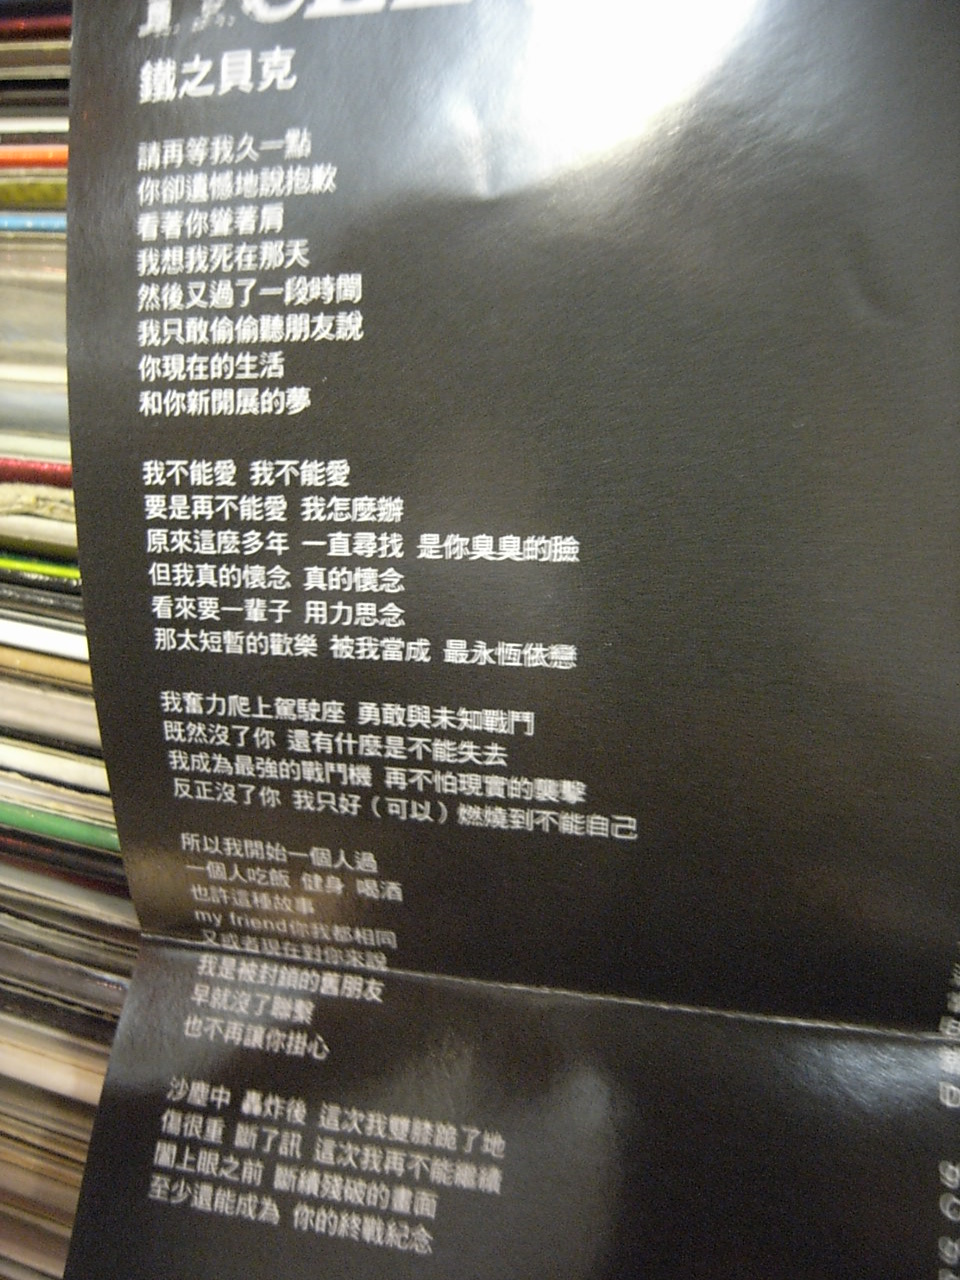 鐵之貝克
請再等我久一點
你卻遺憾地說抱歉
看著你聳著肩
我想我死在那天
然後又過了一段時間
我只敢偷偷聽朋友說
你現在的生活
和你新開展的夢
我不能愛 我不能愛
要是再不能愛 我怎麼辦
原來這麼多年 一直尋找 是你臭臭的臉
但我真的懷念 真的懷念
看來要一輩子 用力思念
那太短暫的歡樂 被我當成 最永恆依戀
我奮力爬上駕駛座 勇敢與未知戰鬥
既然沒了你 還有什麼是不能失去
我成為最強的戰鬥機 再不怕現實的襲擊
反正沒了你 我只好（可以）燃燒到不能自己
所以我開始一個人過
一個人吃飯 健身 喝酒
也許這種故事
my friend你我都相同
又或者現在對你來說
我是被封鎖的舊朋友
早就沒了聯繫
也不再讓你掛心
沙塵中 轟炸後 這次我雙膝跪了地
傷很重 斷了訊 這次我再不能繼續
闔上眼之前 斷續殘破的畫面
至少還能成為 你的終戰紀念